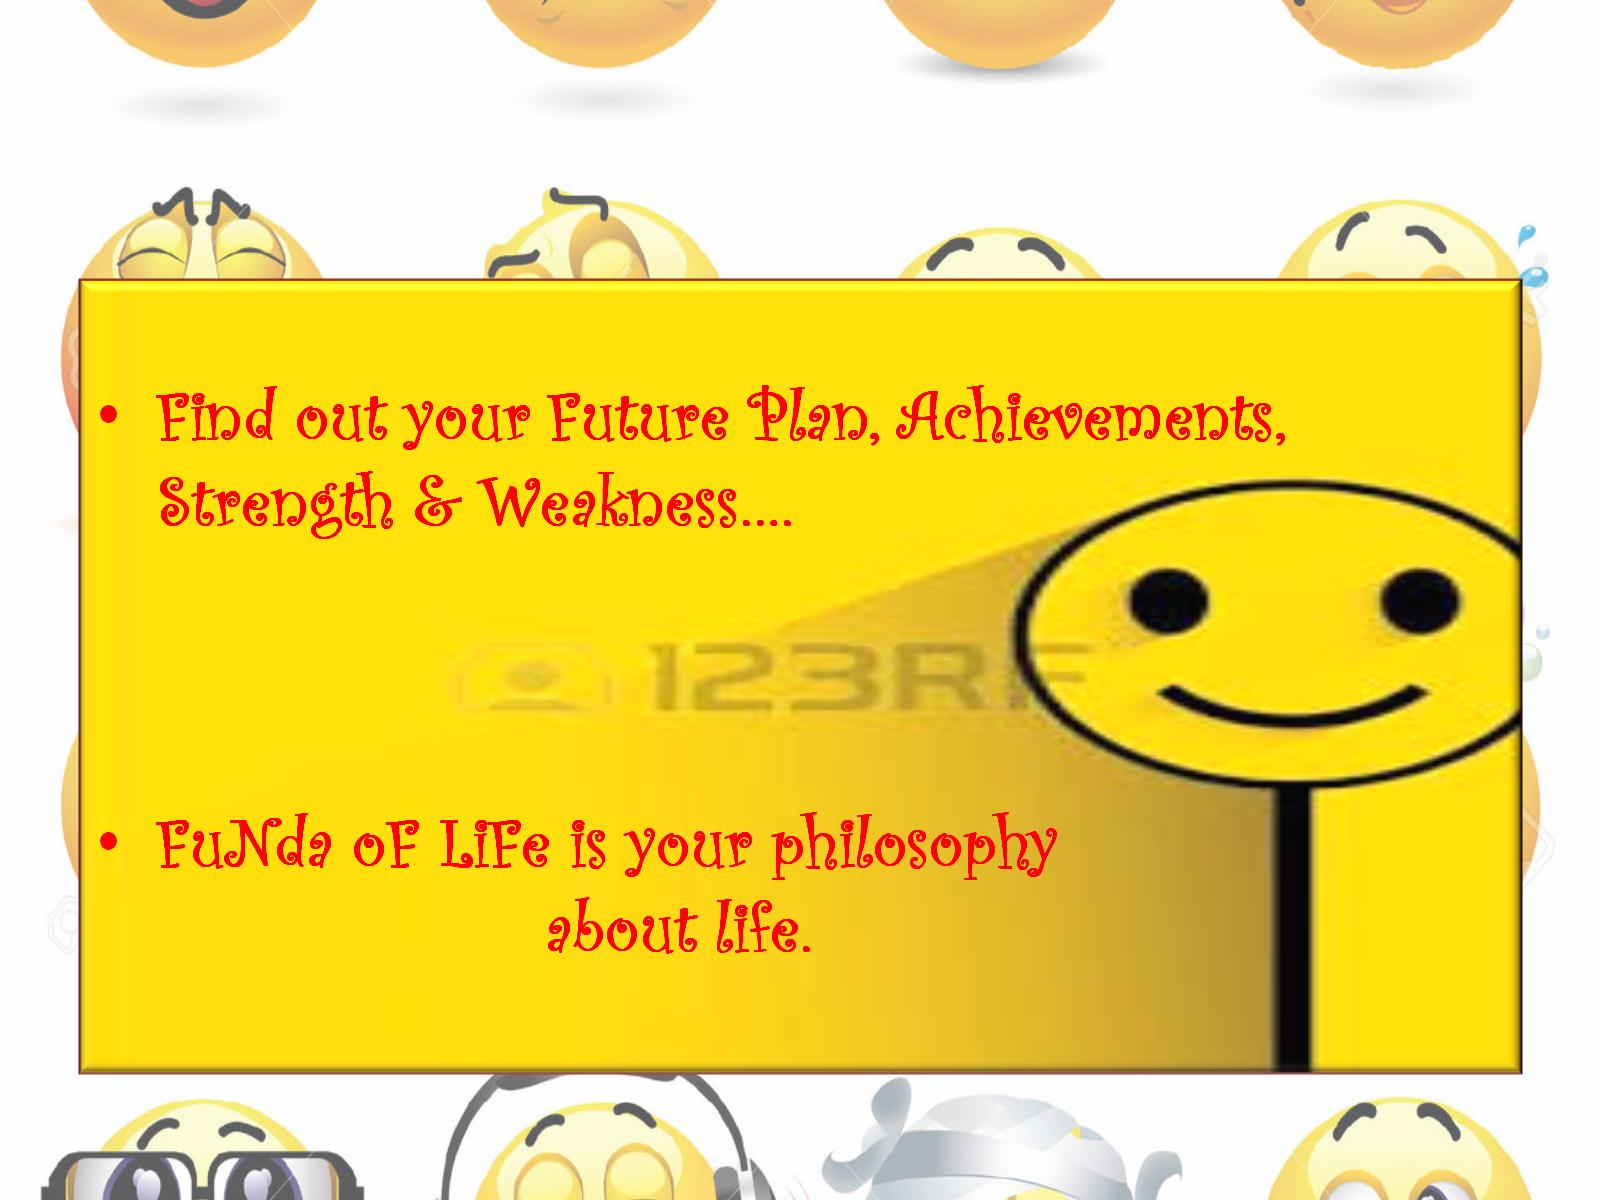 • Find out your Future Plan, Achievements,
Strength & Weakness....
123RF
• FuNda oF LiFe is your philosophy
about life.